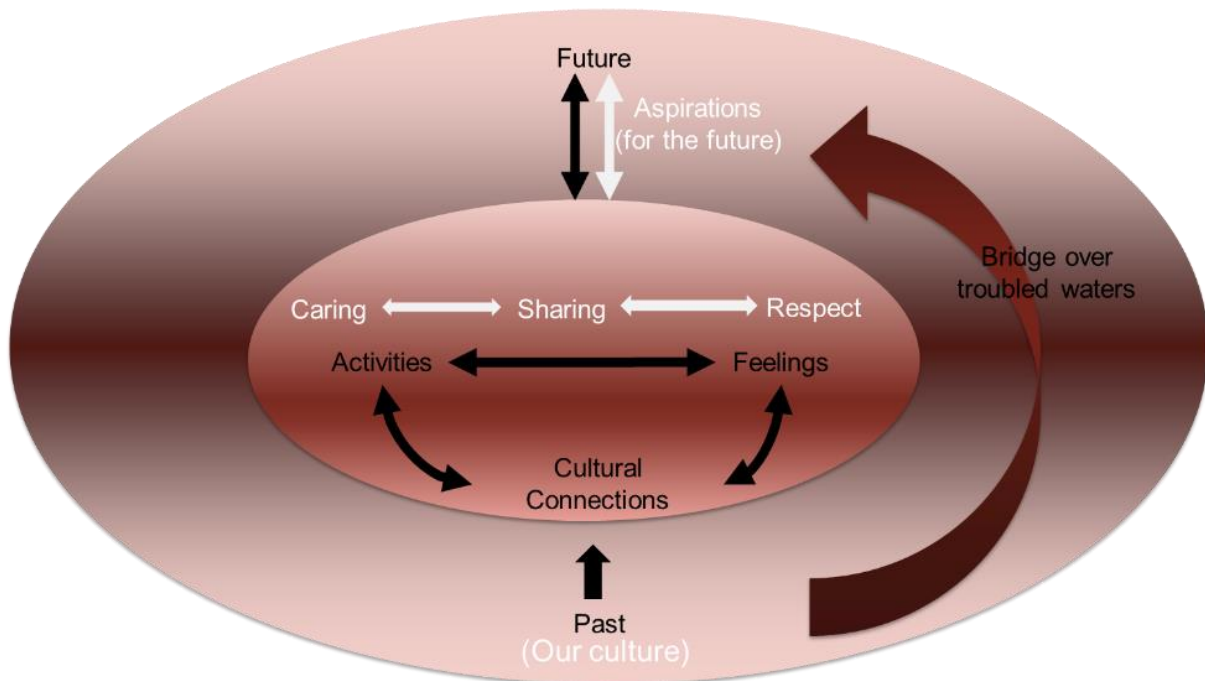 Future
Aspirations
(for the future)
Bridge over
troubled waters
Caring
Sharing
Respect
Activities
Feelings
Cultural
Connections
Past
(Our culture)